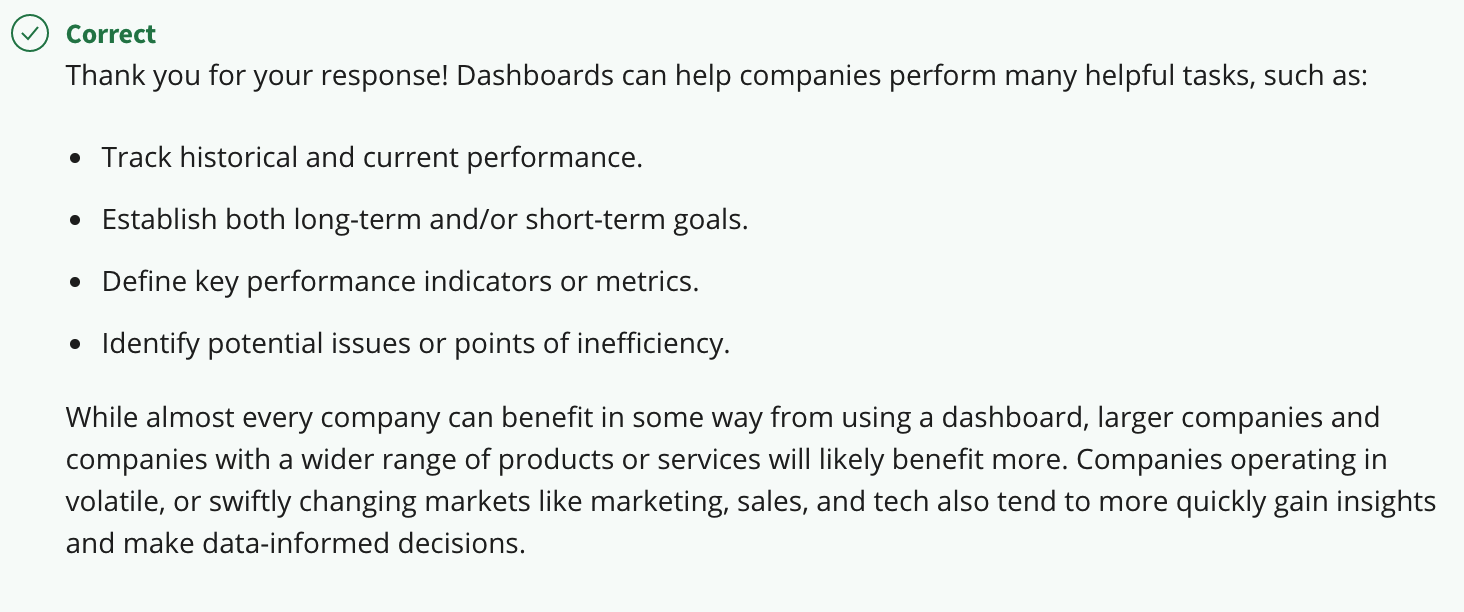 Correct
Thank you for your response! Dashboards can help companies perform many helpful tasks, such as:
• Track historical and current performance.
• Establish both long-term and/or short-term goals.
• Define key performance indicators or metrics.
• Identify potential issues or points of inefficiency.
While almost every company can benefit in some way from using a dashboard, larger companies and
companies with a wider range of products or services will likely benefit more. Companies operating in
volatile, or swiftly changing markets like marketing, sales, and tech also tend to more quickly gain insights
and make data-informed decisions.